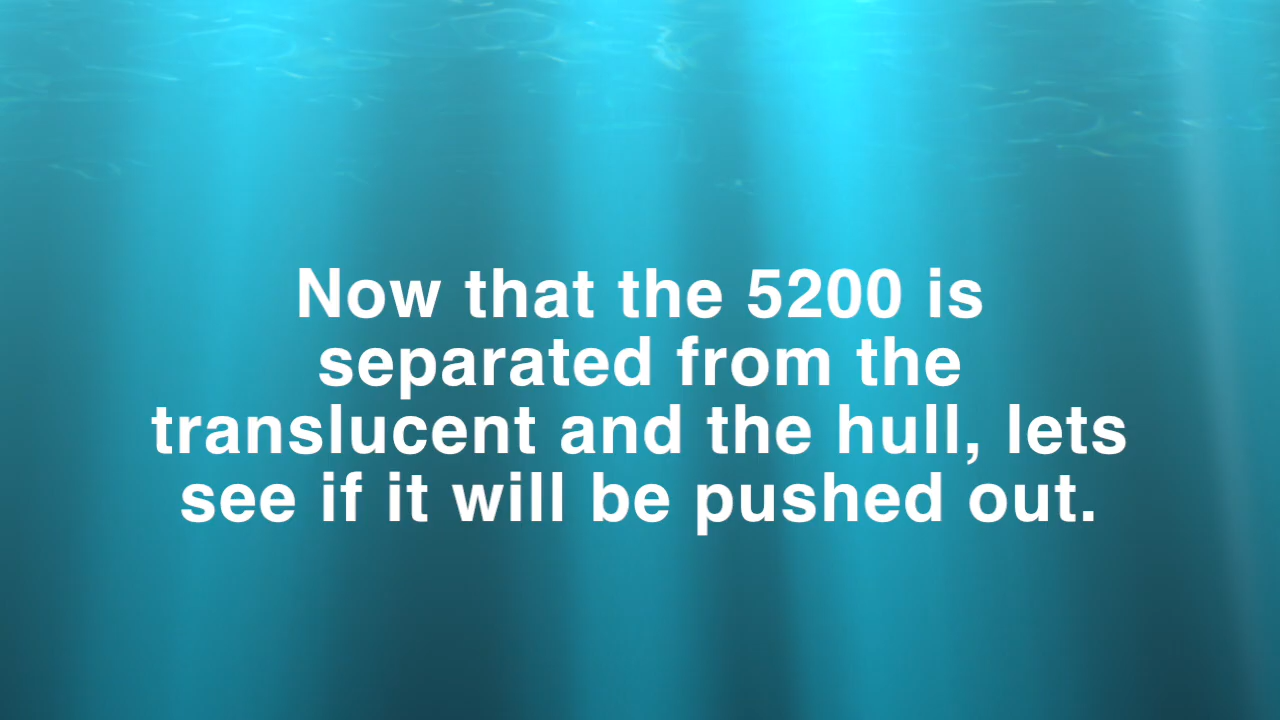 Now that the 5200 is
separated from the
translucent and the hull, lets
see if it will be pushed out.